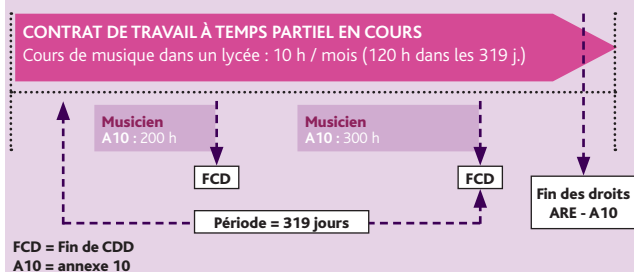 CONTRAT DE TRAVAIL À TEMPS PARTIEL EN COURS
Cours de musique dans un lycée : 10 h / mois (120 h dans les 319 j.)
Musicien
A10 : 200 h
Musicien
A10 : 300 h
FCD
FCD
Fin des droits
ARE - A10
Période = 319 jours
FCD = Fin de CDD
A10 = annexe 10